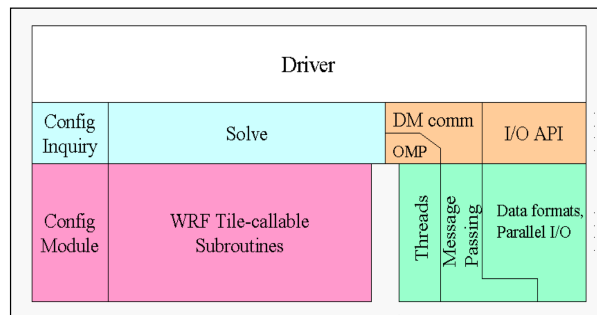 Driver
Config
Inquiry
Solve
DM comm
OMP
I/O API
Config
Module
WRF Tile-callable
Subroutines
Threads
Message
Passing
Data formats,
Parallel I/O